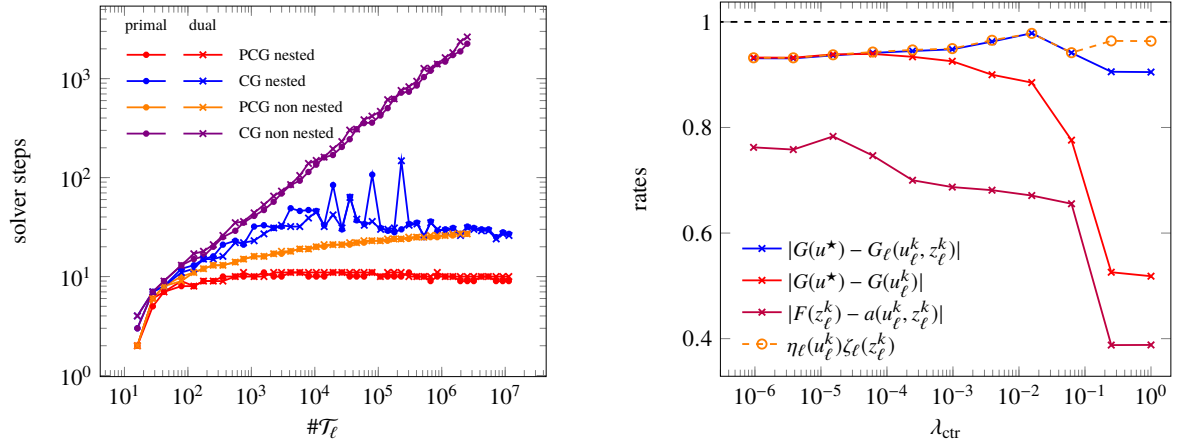 primal dual
PCG nested
CG nested
PCG non nested
CG non nested
10^3
10^2
10^1
10^0
solver steps
10^1 10^2 10^3 10^4 10^5 10^6 10^7
#𝒯_ℓ
1
0.8
0.6
0.4
rates
|G(u^★) − G_ℓ(u_ℓ^k, z_ℓ^k)|
|G(u^★) − G(u_ℓ^k)|
|F(z_ℓ^k) − a(u_ℓ^k, z_ℓ^k)|
η_ℓ(u_ℓ^k)ζ_ℓ(z_ℓ^k)
10^−6 10^−5 10^−4 10^−3 10^−2 10^−1 10^0
λ_ctr